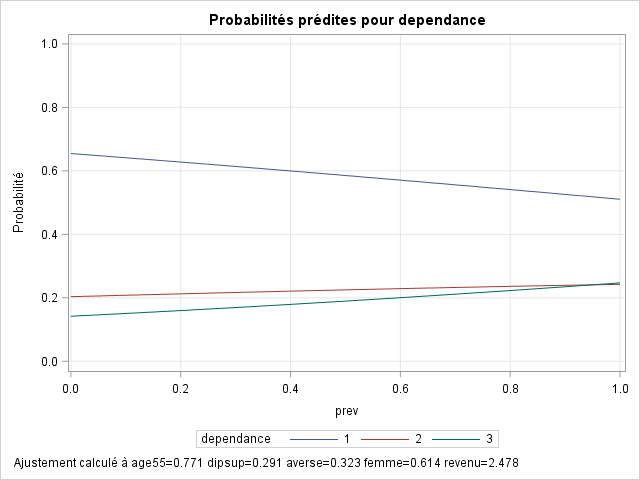 Probabilités prédites pour dependance
1.0
0.8
0.6
0.4
0.2
0.0
Probabilité
0.0 0.2 0.4 0.6 0.8 1.0
prev
dependance 1 2 3
Ajustement calculé à age55=0.771 dipsup=0.291 averse=0.323 femme=0.614 revenu=2.478